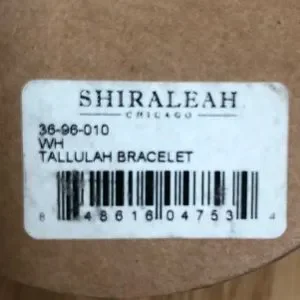 SHIRALEAH
CHICAGO
36-96-010
WH
TALLULAH BRACELET
8 48616 04753 4